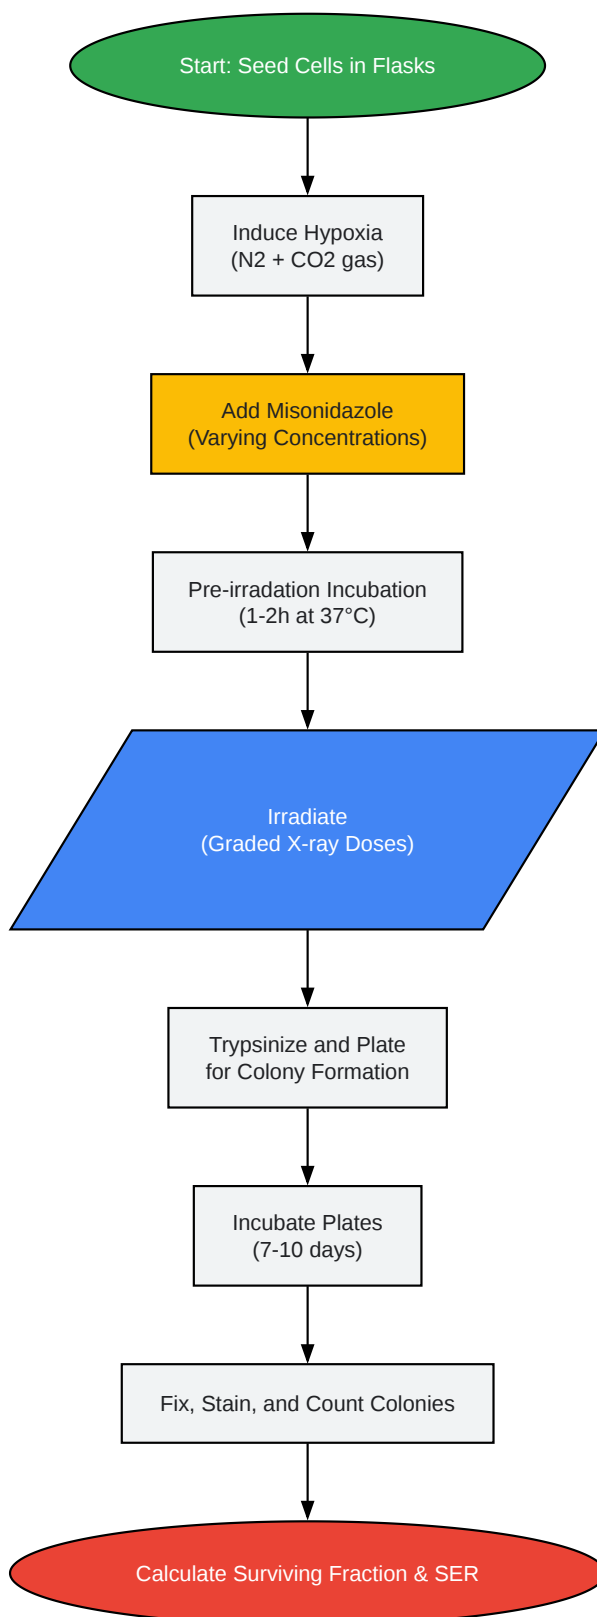 Start: Seed Cells in Flasks
Induce Hypoxia
(N2 + CO2 gas)
Add Misonidazole
(Varying Concentrations)
Pre-irradiation Incubation
(1-2h at 37°C)
Irradiate
(Graded X-ray Doses)
Trypsinize and Plate
for Colony Formation
Incubate Plates
(7-10 days)
Fix, Stain, and Count Colonies
Calculate Surviving Fraction & SER